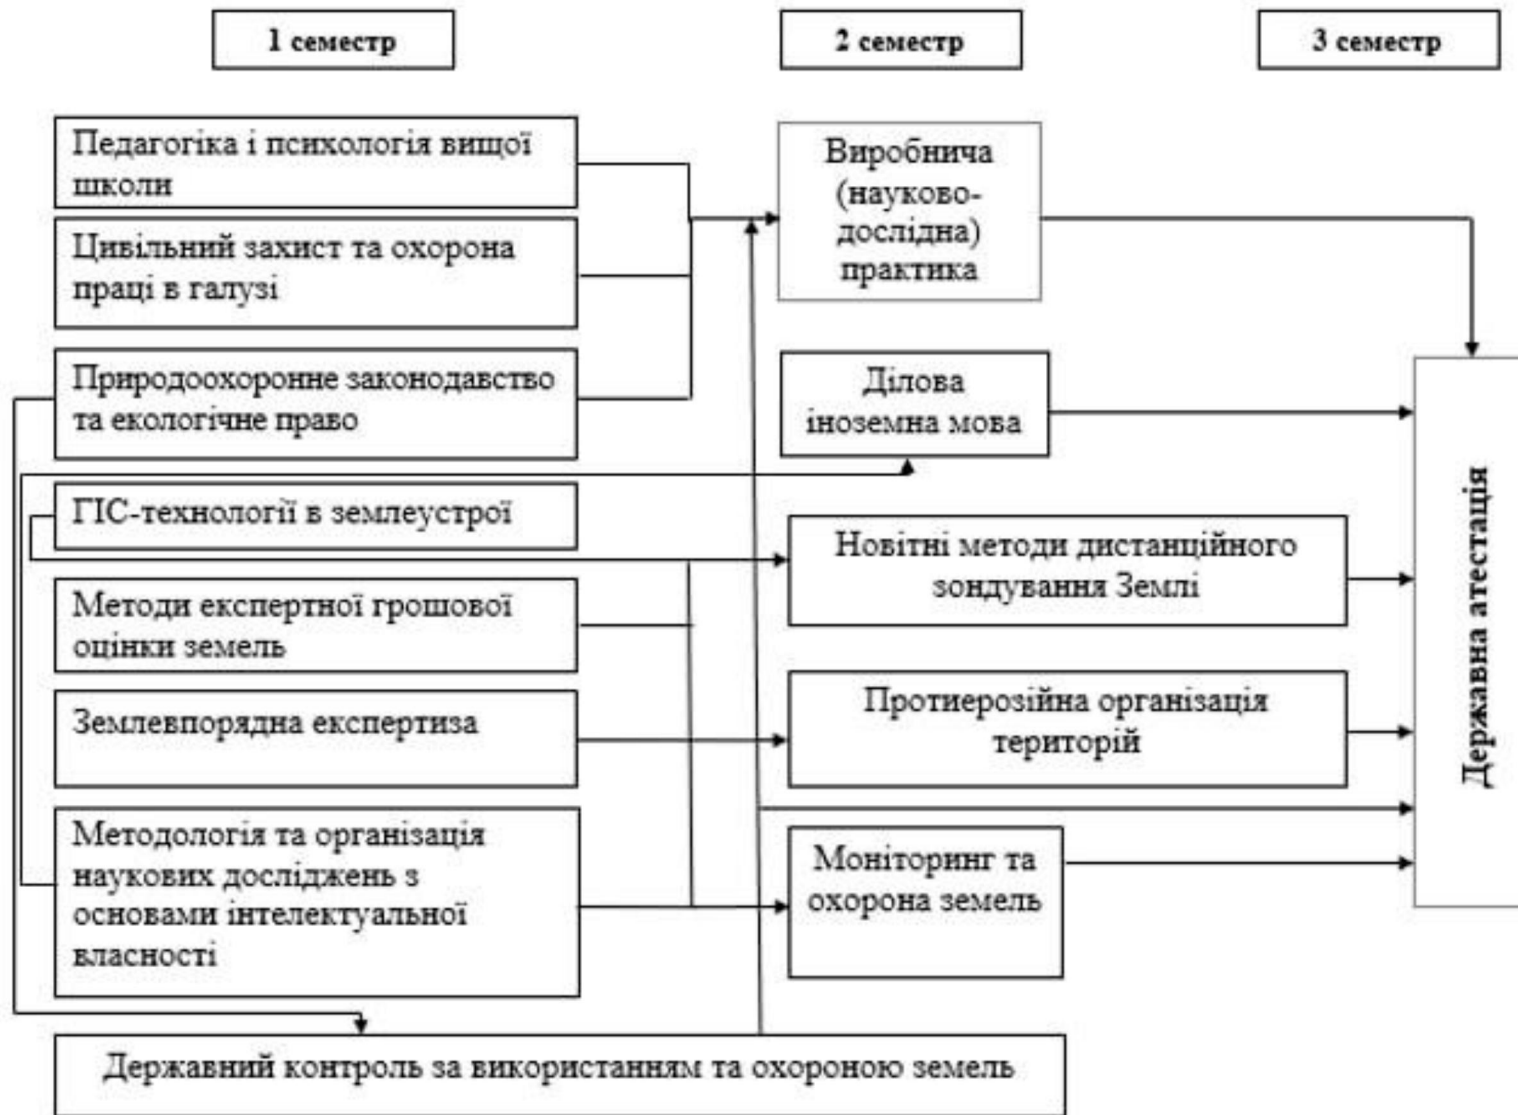 1 семестр
2 семестр
3 семестр
Педагогіка і психологія вищої
школи
Цивільний захист та охорона
праці в галузі
Природоохоронне законодавство
та екологічне право
ГІС-технології в землеустрої
Методи експертної грошової
оцінки земель
Землевпорядна експертиза
Методологія та організація
наукових досліджень з
основами інтелектуальної
власності
Державний контроль за використанням та охороною земель
Виробнича
(науково-
дослідна)
практика
Ділова
іноземна мова
Новітні методи дистанційного
зондування Землі
Протиерозійна організація
територій
Моніторинг та
охорона земель
Державна атестація